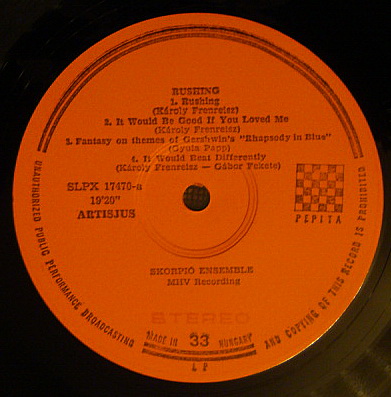 RUSHING
1. Rushing
(Károly Frenreisz)
2. It Would Be Good If You Loved Me
(Károly Frenreisz)
3. Fantasy on themes of Gershwin's "Rhapsody in Blue"
(Gyula Papp)
4. It Would Beat Differently
(Károly Frenreisz — Gábor Fekete)
SLPX 17470-a
19'20"
ARTISJUS
PEPITA
SKORPIÓ ENSEMBLE
MHV Recording
STEREO
MADE IN 33 HUNGARY
LP
UNAUTHORIZED PUBLIC PERFORMANCE BROADCASTING AND COPYING OF THIS RECORD IS PROHIBITED